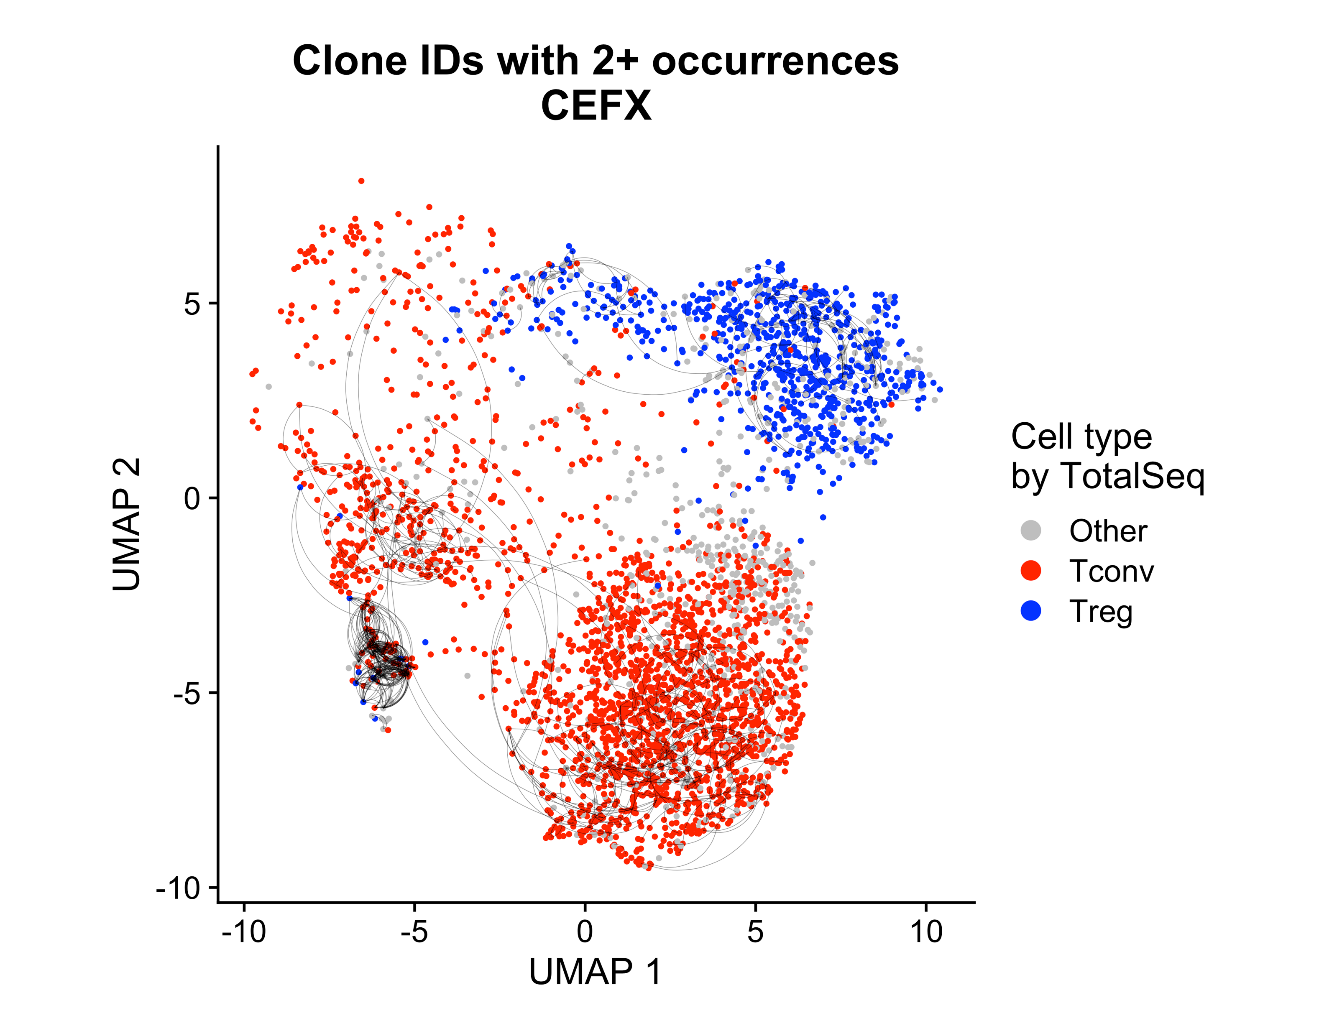 Clone IDs with 2+ occurrences
CEFX
5
0
-5
-10
UMAP 2
-10
-5
0
5
10
UMAP 1
Cell type
by TotalSeq
Other
Tconv
Treg